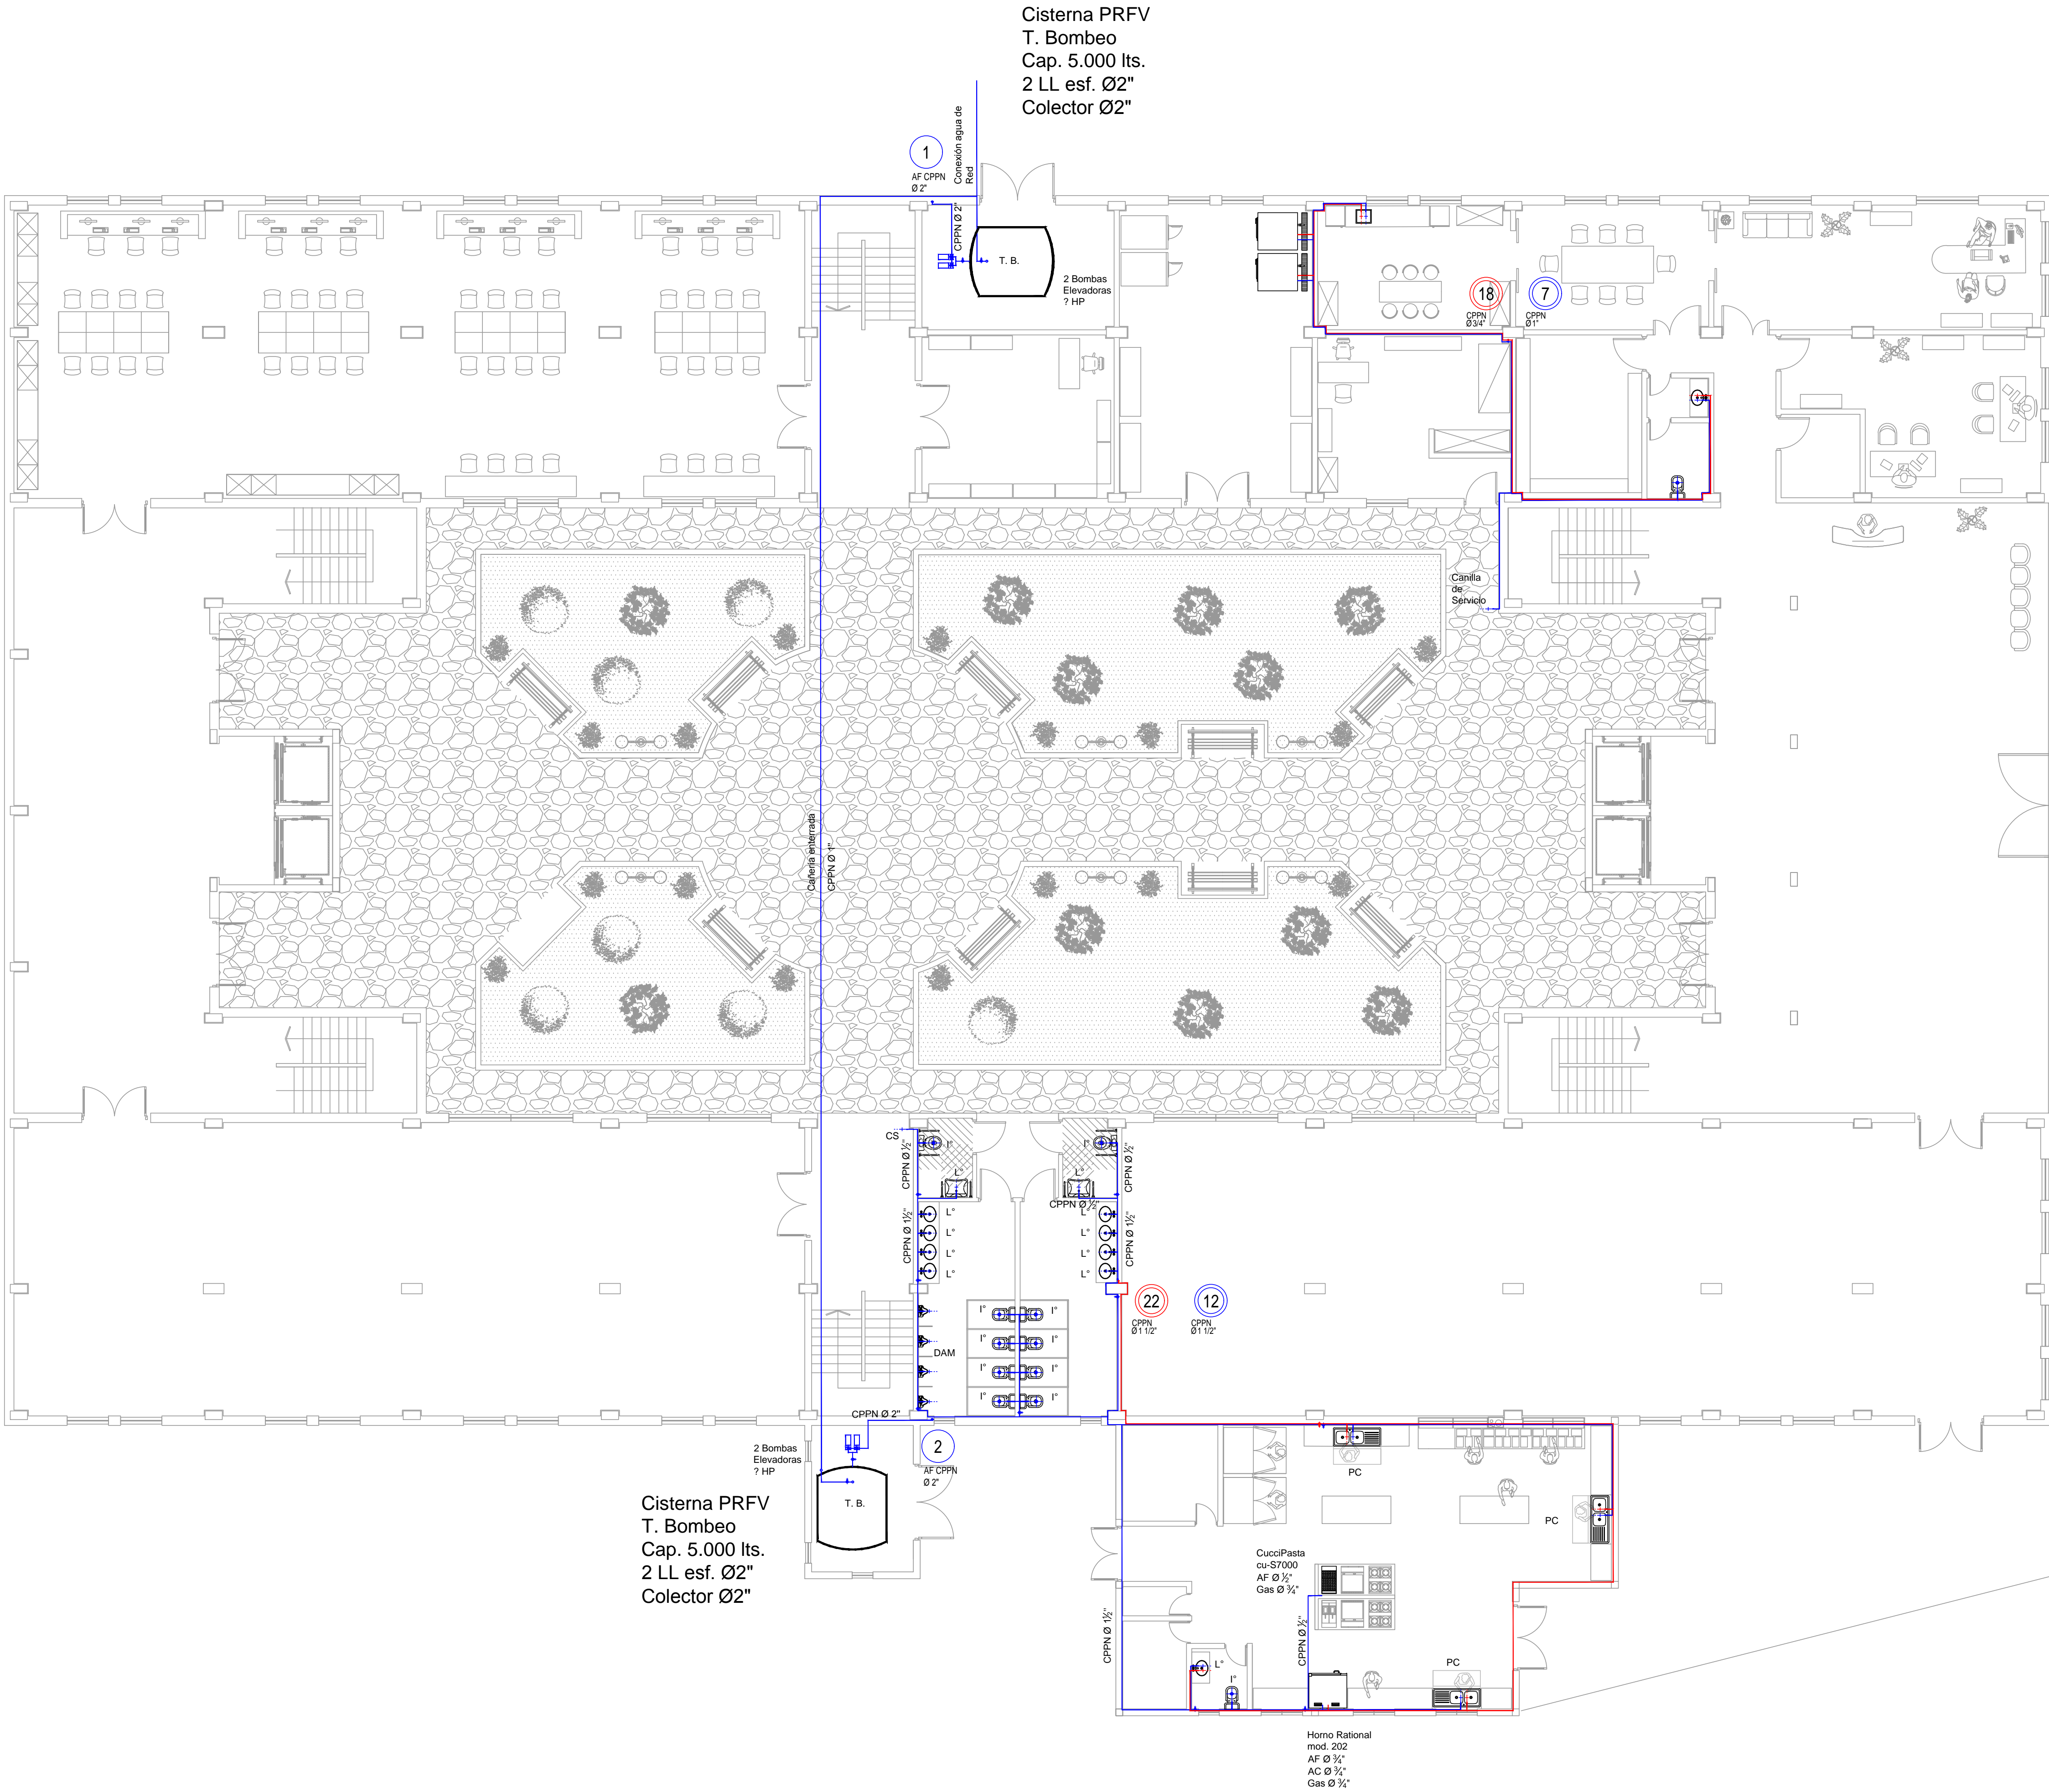 Cisterna PRFV
T. Bombeo
Cap. 5.000 lts.
2 LL esf. Ø2"
Colector Ø2"
Conexión agua de
Red
1
AF CPPN
Ø 2"
CPPN Ø 2"
T. B.
2 Bombas
Elevadoras
? HP
18
CPPN
Ø3/4"
7
CPPN
Ø1"
Canilla
de
Servicio
Cañería enterrada
CPPN Ø 1"
CS
CPPN Ø ½"
I°
L°
I°
L°
CPPN Ø ½"
CPPN Ø ½"
CPPN Ø 1½"
L°
L°
L°
L°
L°
L°
L°
L°
CPPN Ø 1½"
22
CPPN
Ø1 1/2"
12
CPPN
Ø1 1/2"
I°
I°
I°
I°
DAM
I°
I°
I°
I°
CPPN Ø 2"
2
AF CPPN
Ø 2"
2 Bombas
Elevadoras
? HP
T. B.
Cisterna PRFV
T. Bombeo
Cap. 5.000 lts.
2 LL esf. Ø2"
Colector Ø2"
PC
PC
CucciPasta
cu-S7000
AF Ø ½"
Gas Ø ¾"
CPPN Ø 1½"
CPPN Ø ½"
L°
I°
PC
Horno Rational
mod. 202
AF Ø ¾"
AC Ø ¾"
Gas Ø ¾"